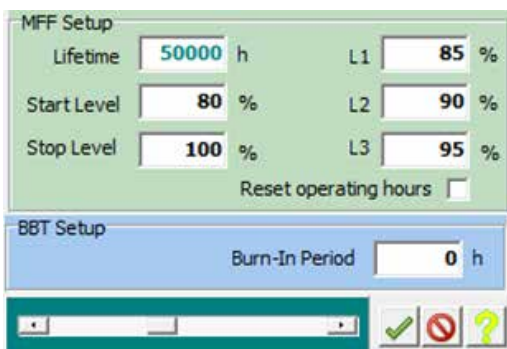 MFF Setup
Lifetime 50000 h L1 85 %
Start Level 80 % L2 90 %
Stop Level 100 % L3 95 %
Reset operating hours
BBT Setup
Burn-In Period 0 h
?